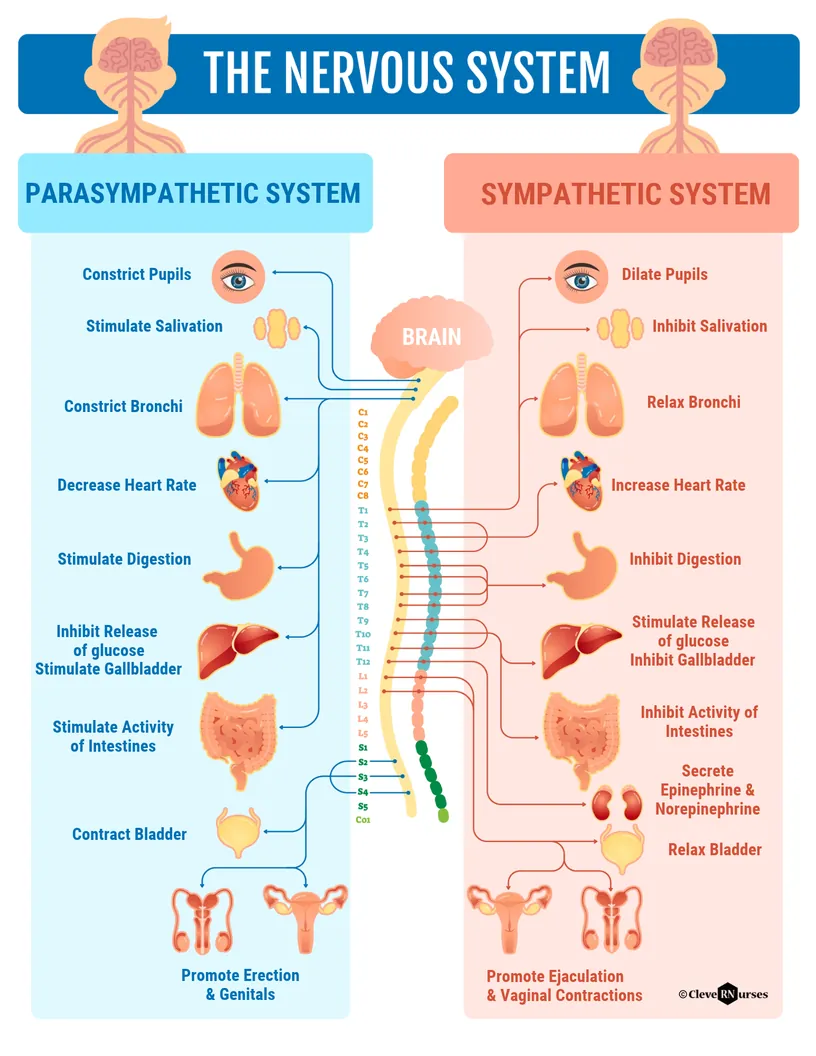 THE NERVOUS SYSTEM
PARASYMPATHETIC SYSTEM
Constrict Pupils
Stimulate Salivation
Constrict Bronchi
Decrease Heart Rate
Stimulate Digestion
Inhibit Release
of glucose
Stimulate Gallbladder
Stimulate Activity
of Intestines
Contract Bladder
Promote Erection
& Genitals
BRAIN
C1
C2
C3
C4
C5
C6
C7
C8
T1
T2
T3
T4
T5
T6
T7
T8
T9
T10
T11
T12
L1
L2
L3
L4
L5
S1
S2
S3
S4
S5
Co1
SYMPATHETIC SYSTEM
Dilate Pupils
Inhibit Salivation
Relax Bronchi
Increase Heart Rate
Inhibit Digestion
Stimulate Release
of glucose
Inhibit Gallbladder
Inhibit Activity of
Intestines
Secrete
Epinephrine &
Norepinephrine
Relax Bladder
Promote Ejaculation
& Vaginal Contractions
©CleveRNurses